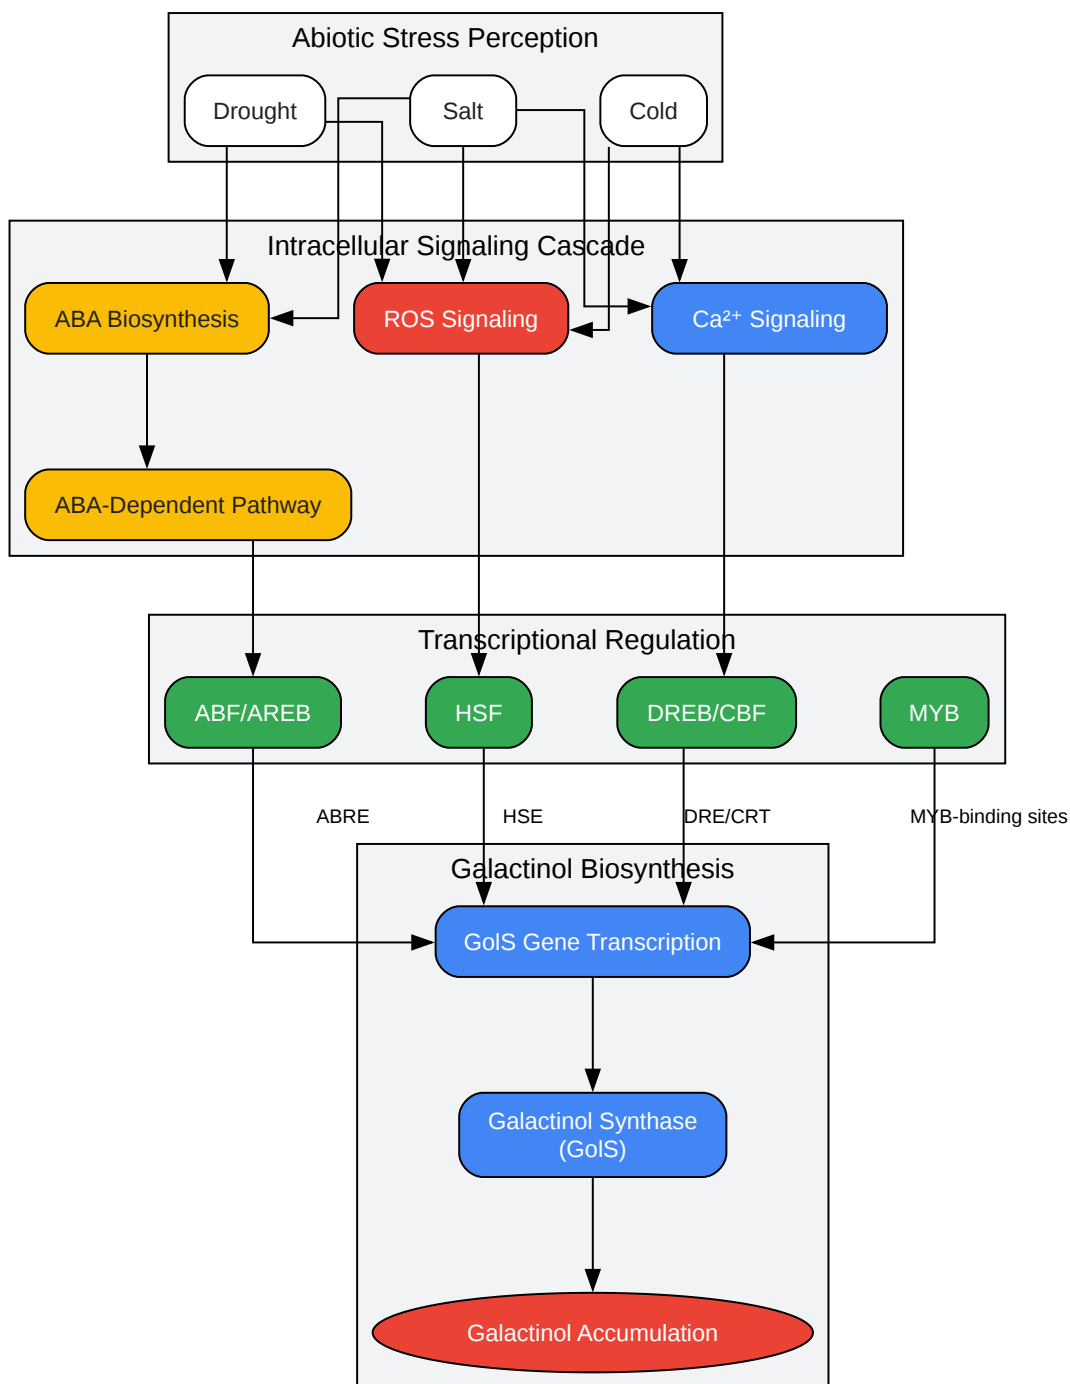 Abiotic Stress Perception
Drought
Salt
Cold
Intracellular Signaling Cascade
ABA Biosynthesis
ROS Signaling
Ca²⁺ Signaling
ABA-Dependent Pathway
Transcriptional Regulation
ABF/AREB
HSF
DREB/CBF
MYB
ABRE
HSE
DRE/CRT
MYB-binding sites
Galactinol Biosynthesis
GolS Gene Transcription
Galactinol Synthase
(GolS)
Galactinol Accumulation